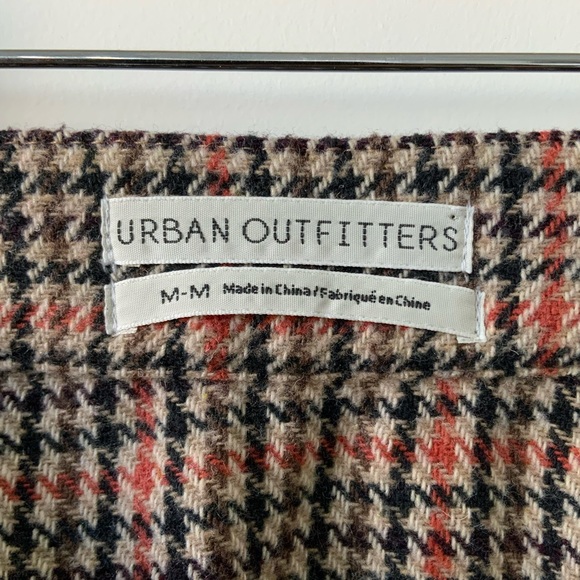 URBAN OUTFITTERS
M-M Made in China / Fabriqué en Chine